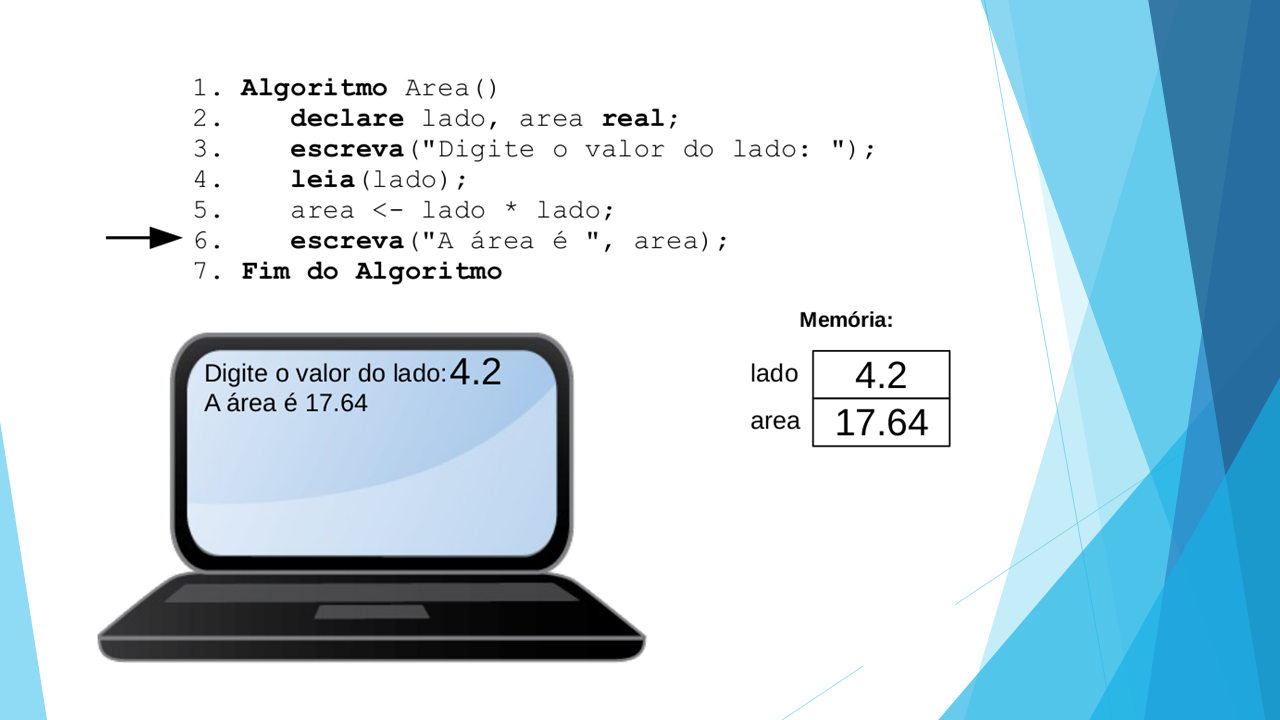 1. Algoritmo Area()
2. declare lado, area real;
3. escreva("Digite o valor do lado: ");
4. leia(lado);
5. area <- lado * lado;
6. escreva("A área é ", area);
7. Fim do Algoritmo
Memória:
Digite o valor do lado: 4.2
A área é 17.64
lado 4.2
area 17.64